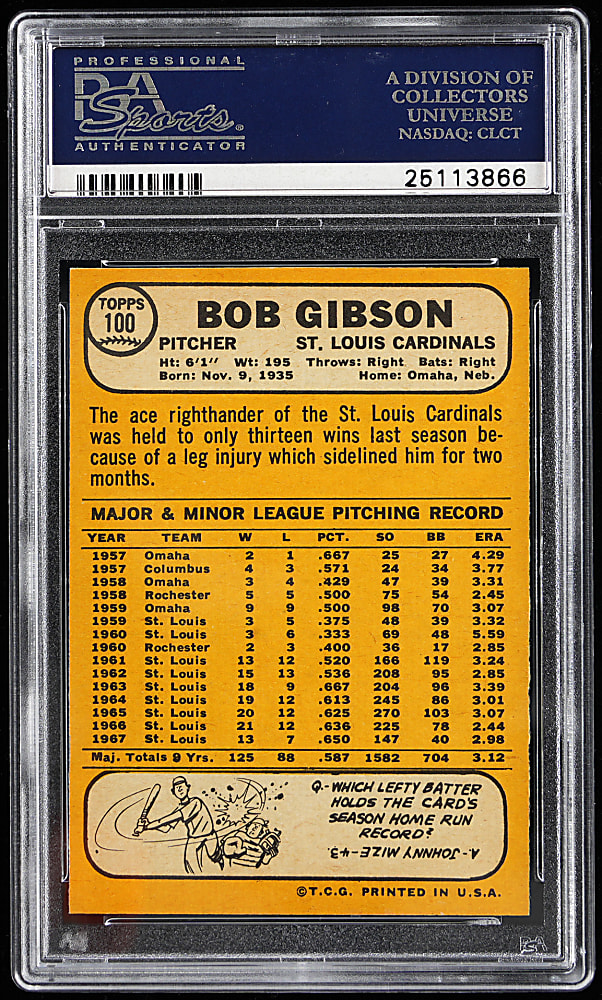 PROFESSIONAL
PSA
Sports®
AUTHENTICATOR
A DIVISION OF
COLLECTORS
UNIVERSE
NASDAQ: CLCT
25113866
TOPPS
100
BOB GIBSON
PITCHER ST. LOUIS CARDINALS
Ht: 6'1" Wt: 195 Throws: Right Bats: Right
Born: Nov. 9, 1935 Home: Omaha, Neb.
The ace righthander of the St. Louis Cardinals
was held to only thirteen wins last season be-
cause of a leg injury which sidelined him for two
months.
MAJOR & MINOR LEAGUE PITCHING RECORD
YEAR TEAM W L PCT. SO BB ERA
1957 Omaha 2 1 .667 25 27 4.29
1957 Columbus 4 3 .571 24 34 3.77
1958 Omaha 3 4 .429 47 39 3.31
1958 Rochester 5 5 .500 75 54 2.45
1959 Omaha 9 9 .500 98 70 3.07
1959 St. Louis 3 5 .375 48 39 3.32
1960 St. Louis 3 6 .333 69 48 5.59
1960 Rochester 2 3 .400 36 17 2.85
1961 St. Louis 13 12 .520 166 119 3.24
1962 St. Louis 15 13 .536 208 95 2.85
1963 St. Louis 18 9 .667 204 96 3.39
1964 St. Louis 19 12 .613 245 86 3.01
1965 St. Louis 20 12 .625 270 103 3.07
1966 St. Louis 21 12 .636 225 78 2.44
1967 St. Louis 13 7 .650 147 40 2.98
Maj. Totals 9 Yrs. 125 88 .587 1582 704 3.12
Q.-WHICH LEFTY BATTER
HOLDS THE CARD'S
SEASON HOME RUN
RECORD?
A.-JOHNNY MIZE-43.
©T.C.G. PRINTED IN U.S.A.
PSA